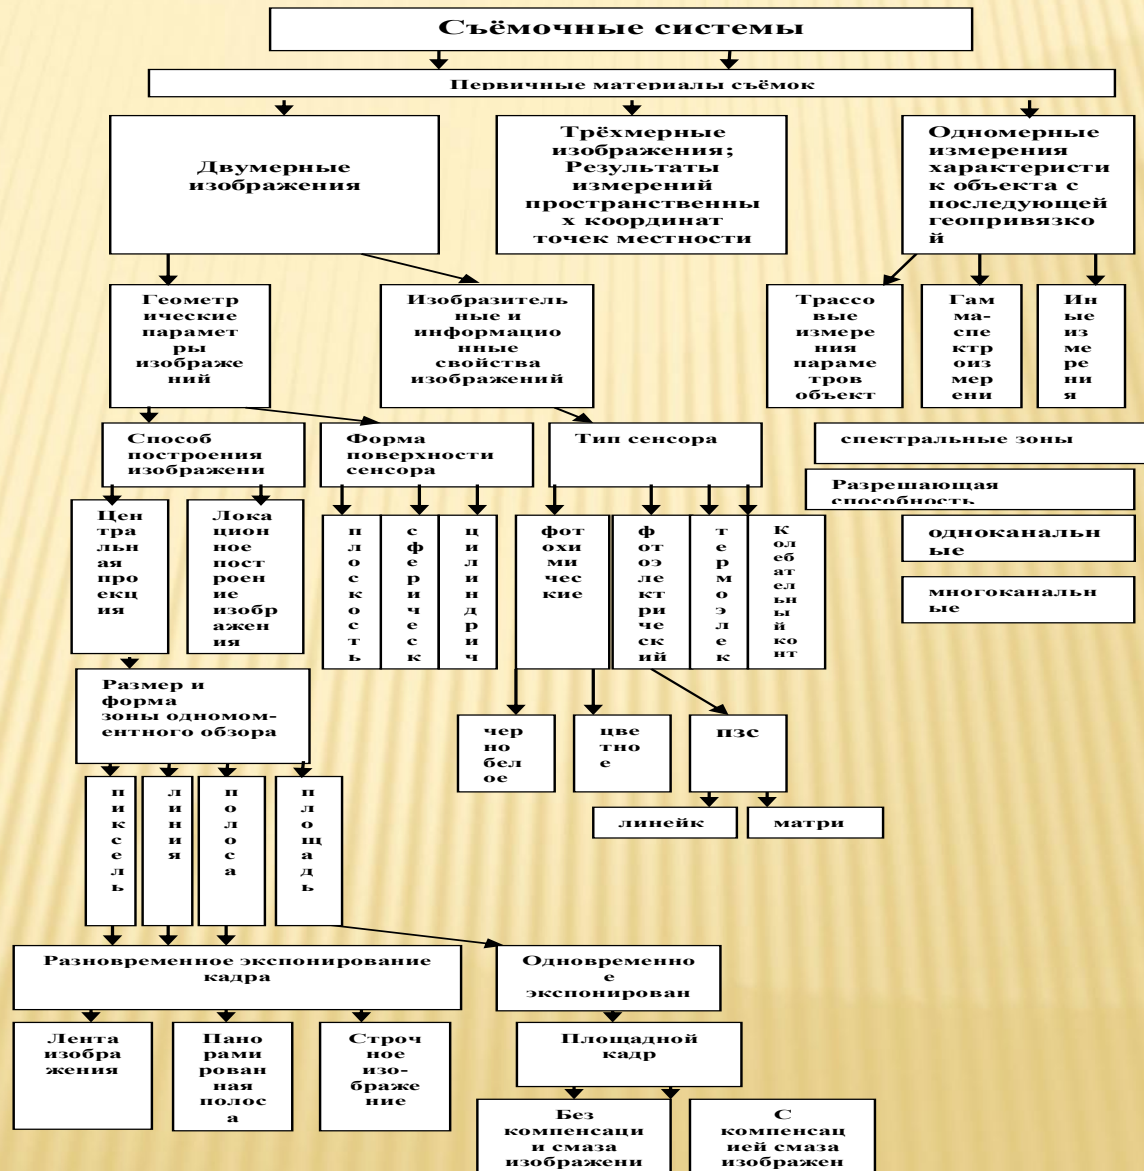 Съёмочные системы
Первичные материалы съёмок
Двумерные
изображения
Трёхмерные
изображения;
Результаты
измерений
пространственны
х координат
точек местности
Одномерные
измерения
характеристи
к объекта с
последующей
геопривязко
й
Геометр
ические
парамет
ры
изображе
ний
Изобразитель
ные и
информацио
нные
свойства
изображений
Трассо
вые
измере
ния
параме
тров
объект
Гам
ма-
спе
ктр
оиз
мер
ени
Ин
ые
из
ме
ре
ни
я
Способ
построения
изображени
Форма
поверхности
сенсора
Тип сенсора
спектральные зоны
Разрешающая
способность
одноканальн
ые
многоканальн
ые
Цен
тра
льн
ая
про
екц
ия
Лока
цион
ное
пост
роен
ие
изобр
ажен
ия
п
л
о
с
к
о
с
т
ь
с
ф
е
р
и
ч
е
с
к
ц
и
л
и
н
д
р
и
ч
фот
охи
ми
чес
кие
ф
от
оэ
ле
кт
ри
че
ск
ий
т
е
р
м
о
э
л
е
к
К
ол
еб
ат
ел
ьн
ы
й
ко
нт
Размер и
форма
зоны одномом-
ентного обзора
чер
но
бел
ое
цве
тно
е
пзс
линейк
матри
п
и
к
с
е
л
ь
л
и
н
и
я
п
о
л
о
с
а
п
л
о
щ
а
д
ь
Разновременное экспонирование
кадра
Одновременно
е
экспонирован
Лента
изобра
жения
Пано
рами
рован
ная
полос
а
Строч
ное
изо-
браже
ние
Площадной
кадр
Без
компенсаци
и смаза
изображени
С
компенсац
ией смаза
изображен